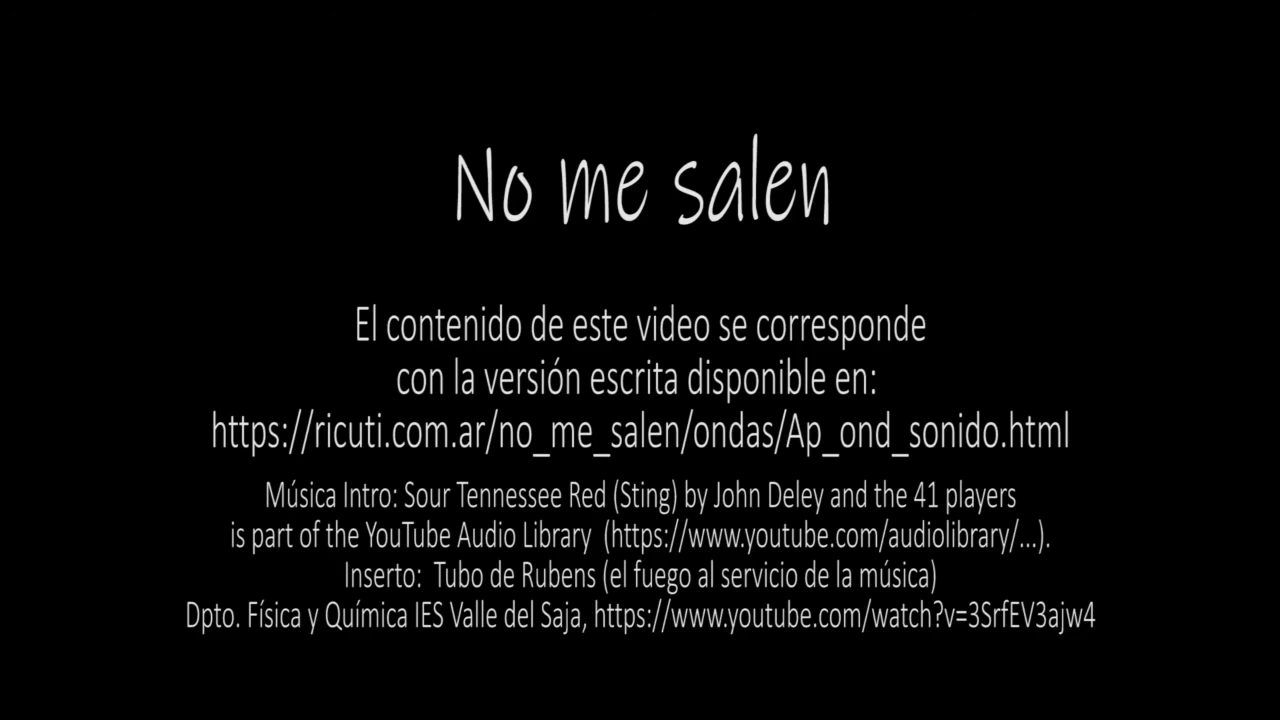 No me salen
El contenido de este video se corresponde
con la versión escrita disponible en:
https://ricuti.com.ar/no_me_salen/ondas/Ap_ond_sonido.html
Música Intro: Sour Tennessee Red (Sting) by John Deley and the 41 players
is part of the YouTube Audio Library  (https://www.youtube.com/audiolibrary/...).
Inserto:  Tubo de Rubens (el fuego al servicio de la música)
Dpto. Física y Química IES Valle del Saja, https://www.youtube.com/watch?v=3SrfEV3ajw4